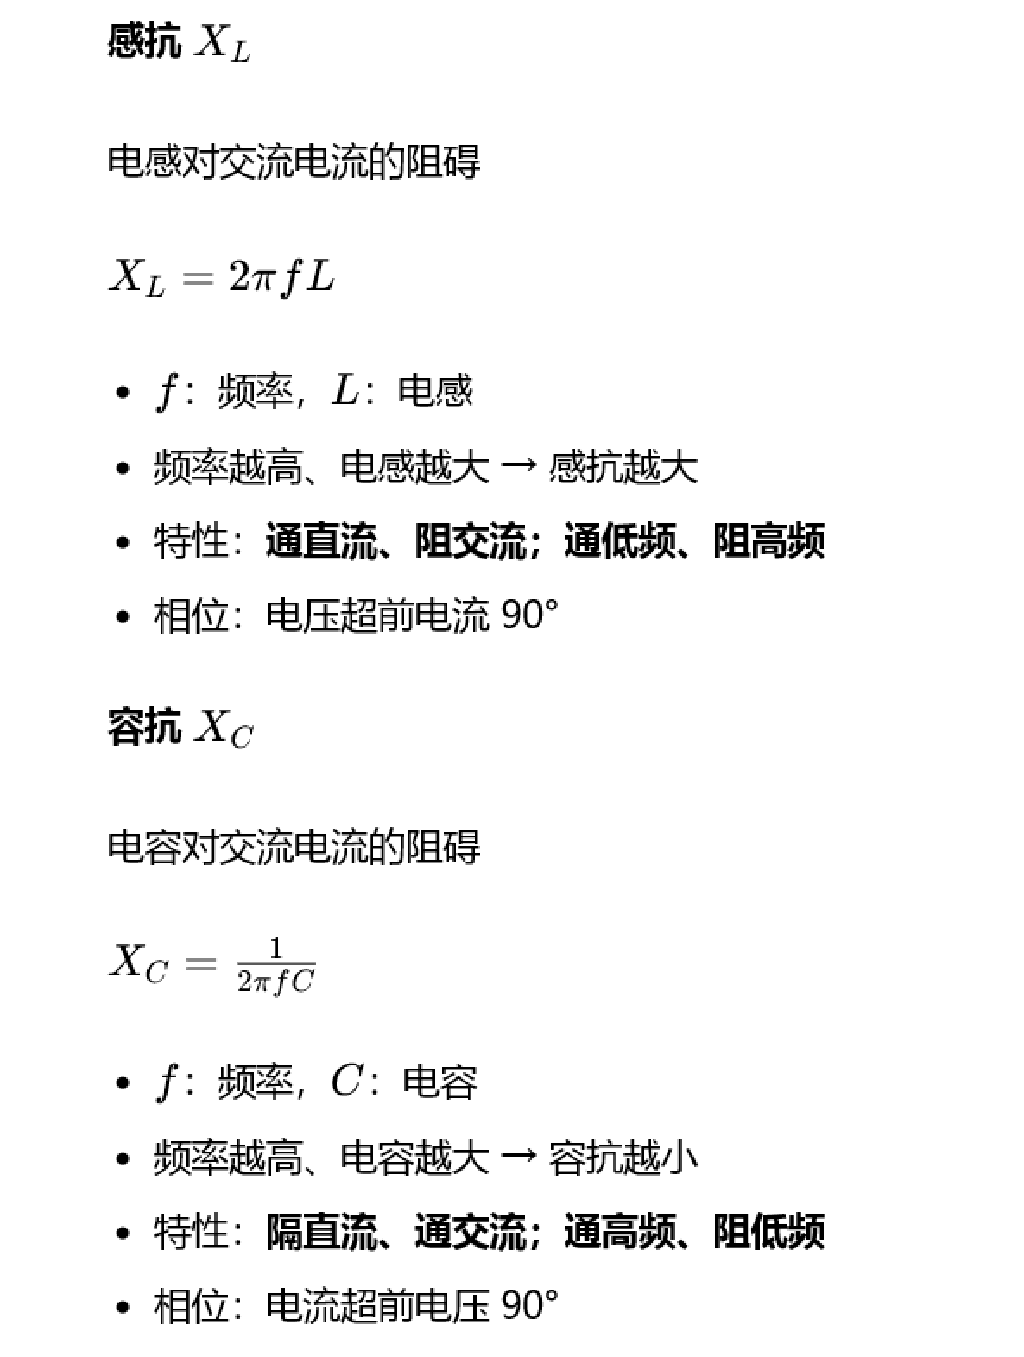 感抗 X_L
电感对交流电流的阻碍
X_L = 2πfL
• f：频率，L：电感
• 频率越高、电感越大 → 感抗越大
• 特性：通直流、阻交流；通低频、阻高频
• 相位：电压超前电流 90°
容抗 X_C
电容对交流电流的阻碍
X_C = \frac{1}{2πfC}
• f：频率，C：电容
• 频率越高、电容越大 → 容抗越小
• 特性：隔直流、通交流；通高频、阻低频
• 相位：电流超前电压 90°